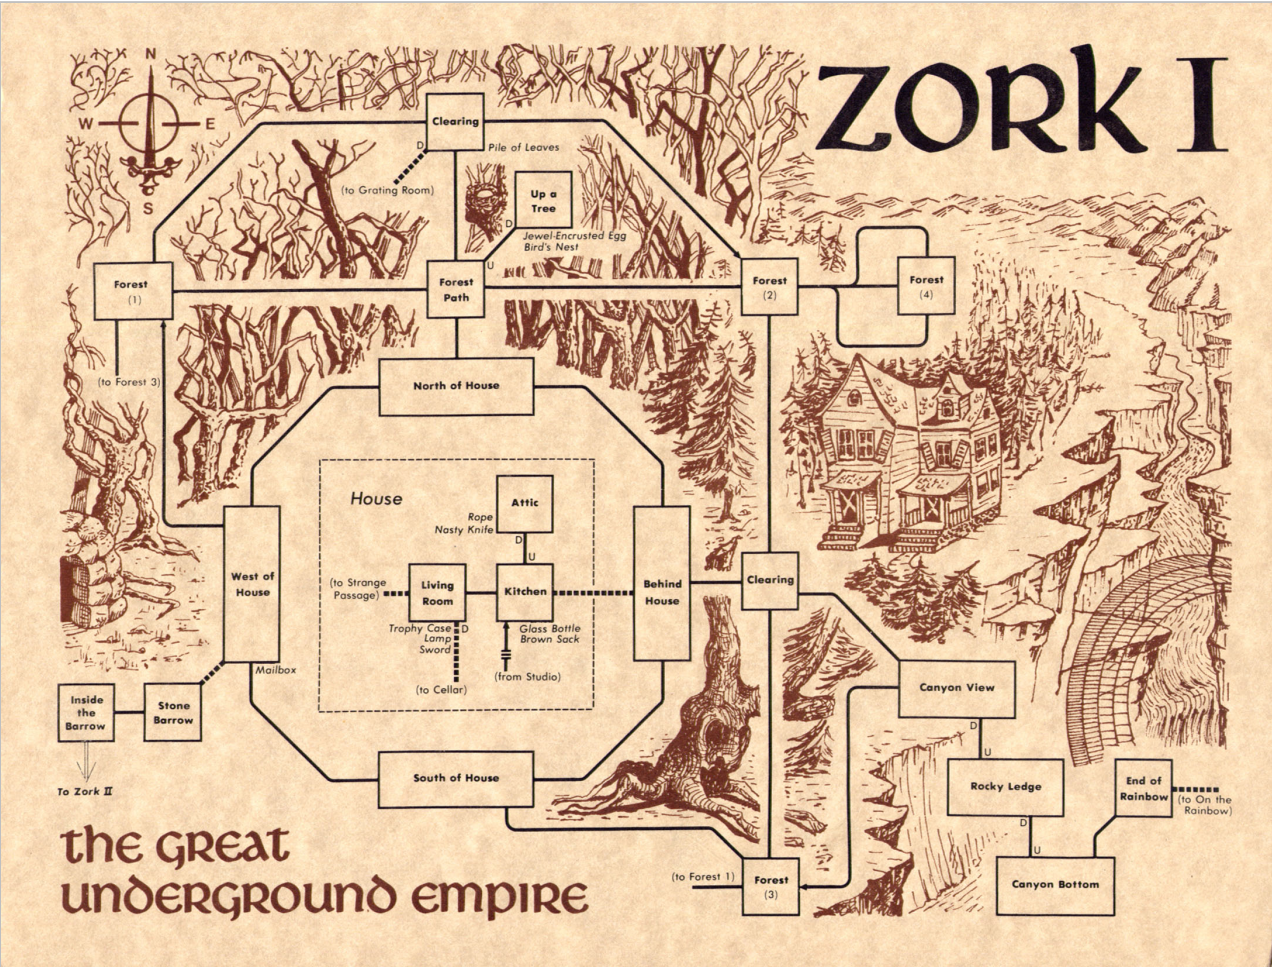 ZORK I
N
W E
S
Clearing
D
Pile of Leaves
(to Grating Room)
Up a
Tree
D
Jewel-Encrusted Egg
Bird's Nest
Forest
(1)
Forest
Path
U
Forest
(2)
Forest
(4)
(to Forest 3)
North of House
House
Attic
Rope
Nasty Knife
D
U
(to Strange
Passage)
Living
Room
Kitchen
Trophy Case
Lamp
Sword
D
(to Cellar)
Glass Bottle
Brown Sack
(from Studio)
West of
House
Mailbox
Behind
House
Clearing
Inside
the
Barrow
Stone
Barrow
To Zork II
South of House
Canyon View
D
U
Rocky Ledge
D
U
Canyon Bottom
End of
Rainbow
(to On the
Rainbow)
(to Forest 1)
Forest
(3)
the GREAT
UNDERGROUND EMPIRE